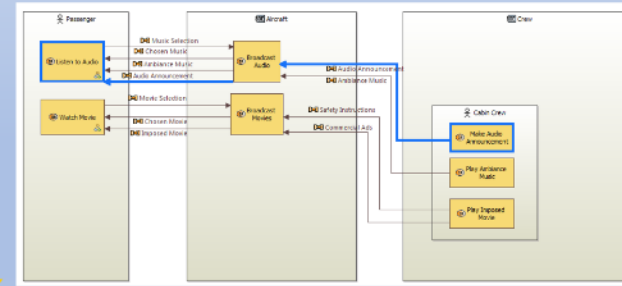 Passenger
Aircraft
Crew
Music Selection
Chosen Music
Ambiance Music
Audio Announcement
Listen to Audio
Broadcast
Audio
Audio Announcement
Ambiance Music
Movie Selection
Chosen Movie
Imposed Movie
Watch Movie
Broadcast
Movies
Safety Instructions
Commercial Ads
Cabin Crew
Make Audio
Announcement
Play Ambiance
Music
Play Imposed
Movie